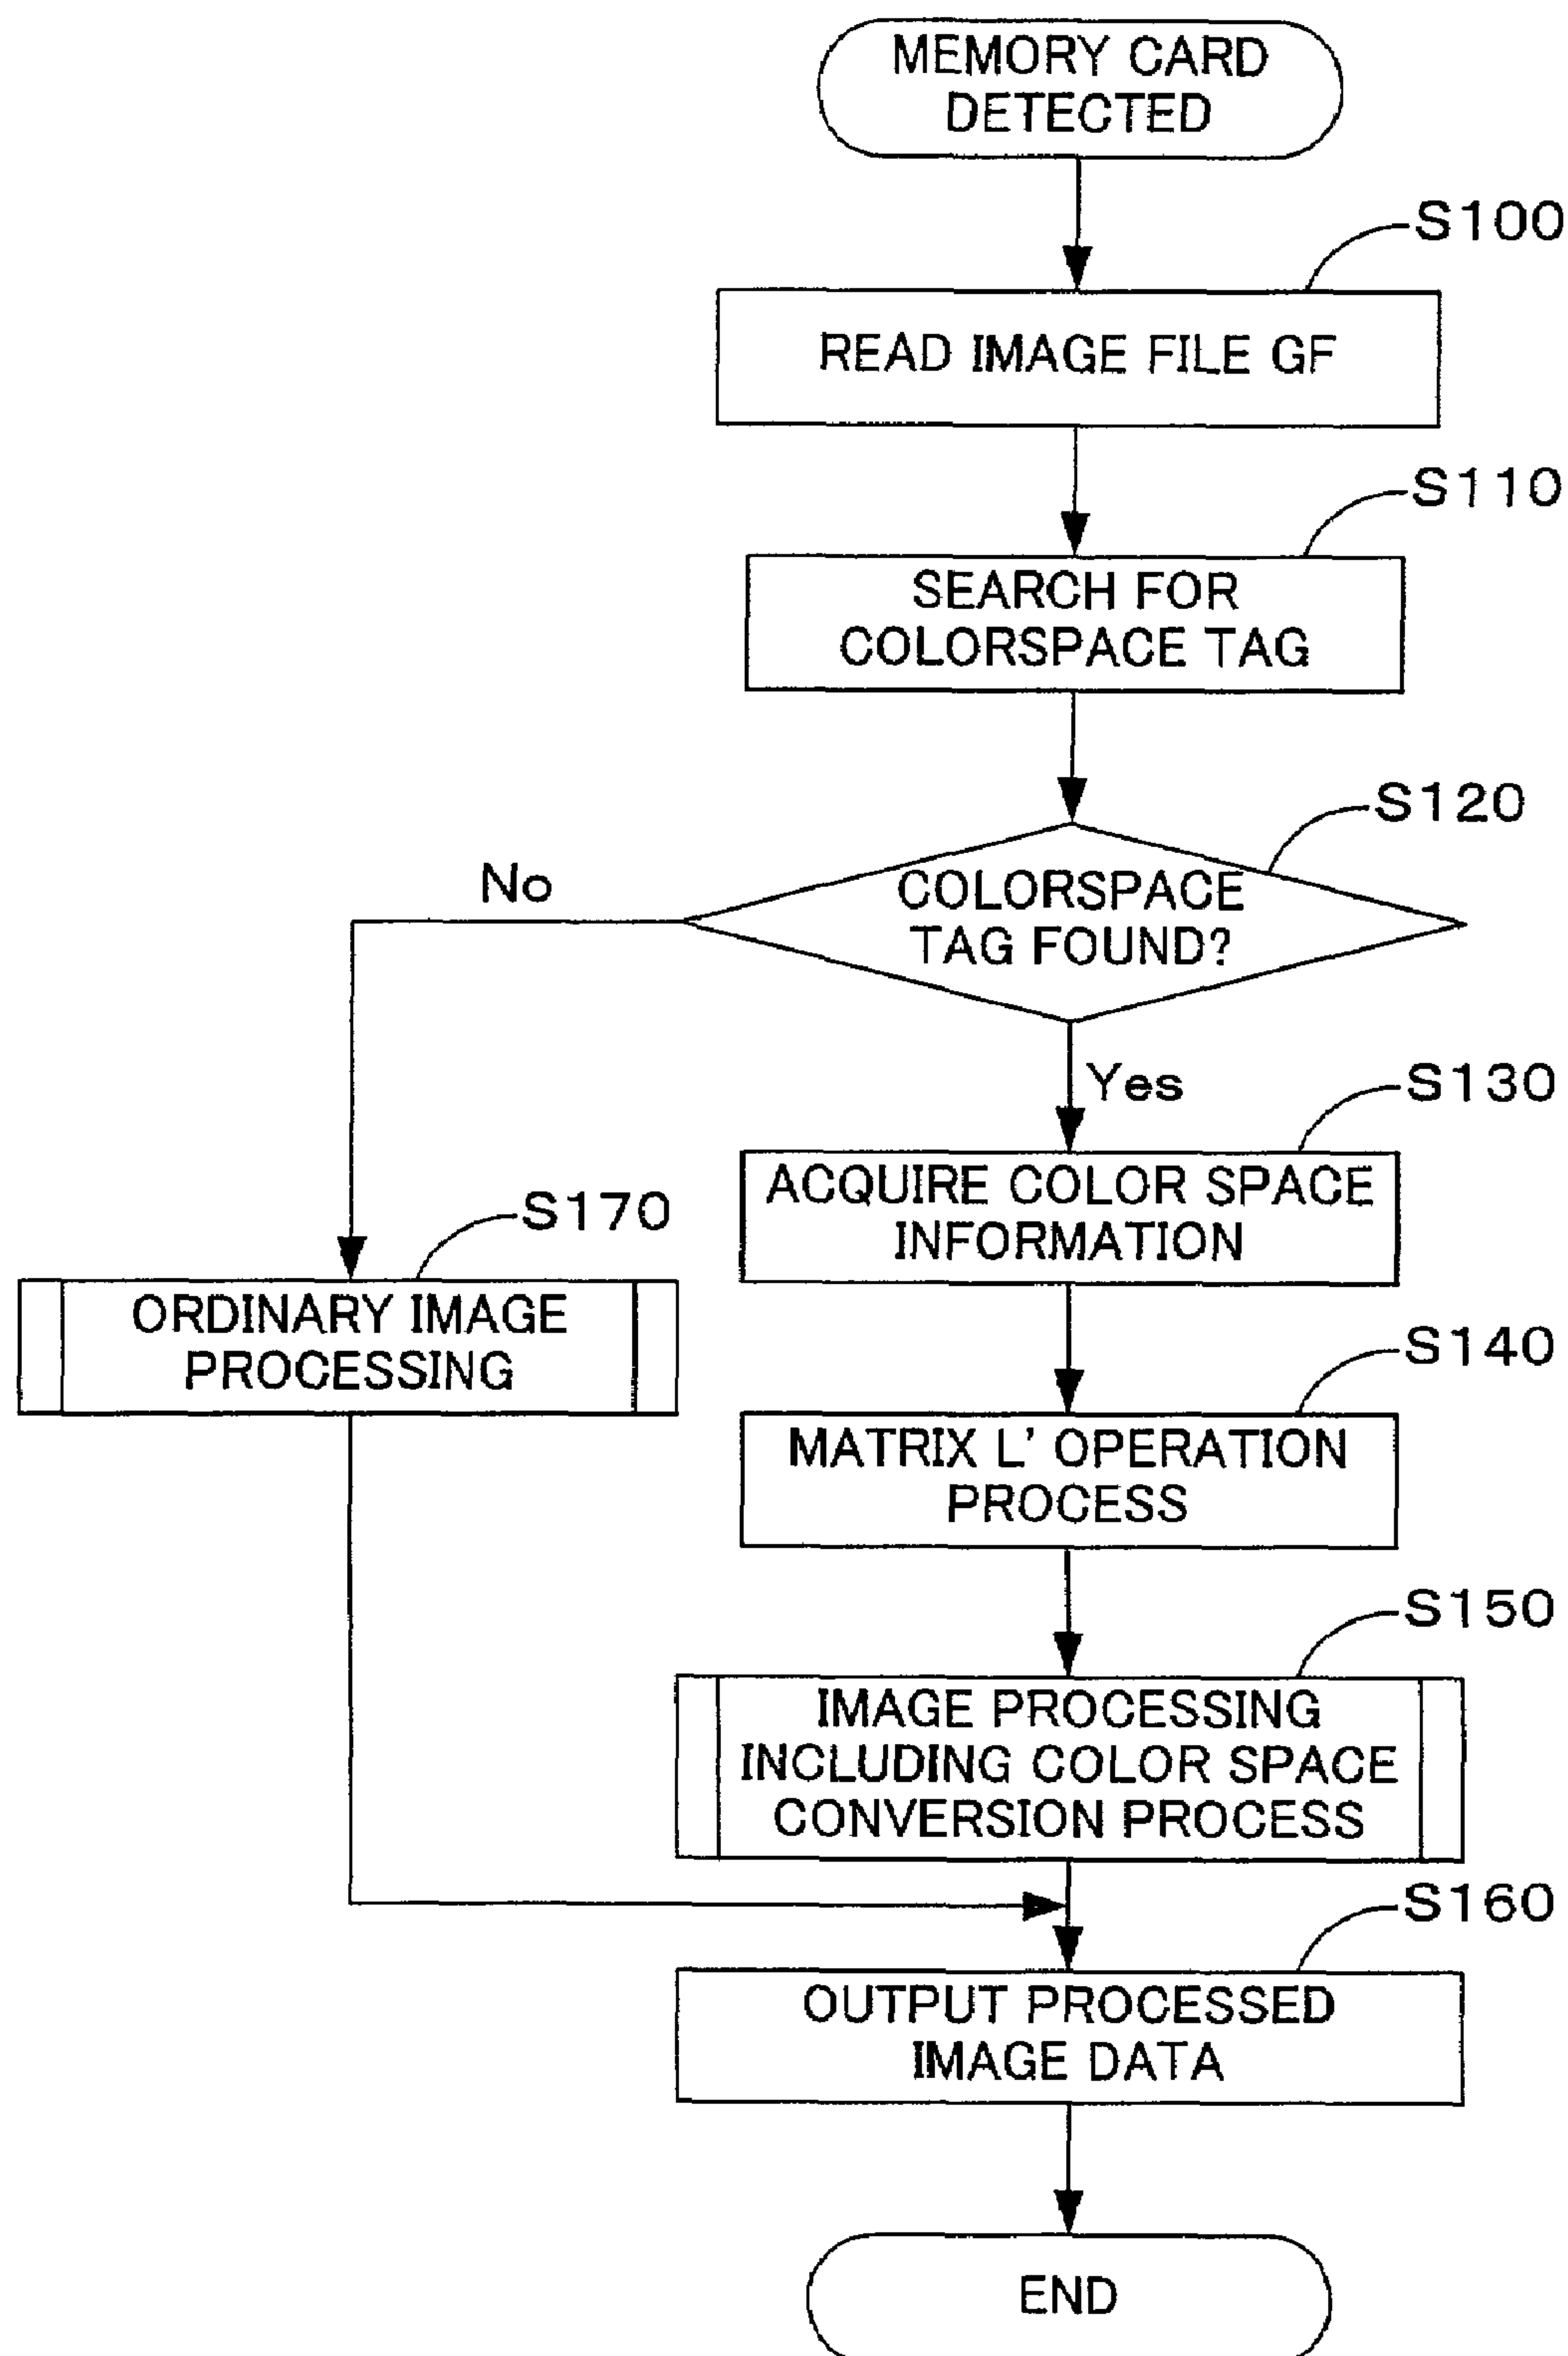 MEMORY CARD
DETECTED
S100
READ IMAGE FILE GF
S110
SEARCH FOR
COLORSPACE TAG
S120
No
COLORSPACE
TAG FOUND?
Yes
S130
ACQUIRE COLOR SPACE
INFORMATION
S170
ORDINARY IMAGE
PROCESSING
S140
MATRIX L' OPERATION
PROCESS
S150
IMAGE PROCESSING
INCLUDING COLOR SPACE
CONVERSION PROCESS
S160
OUTPUT PROCESSED
IMAGE DATA
END